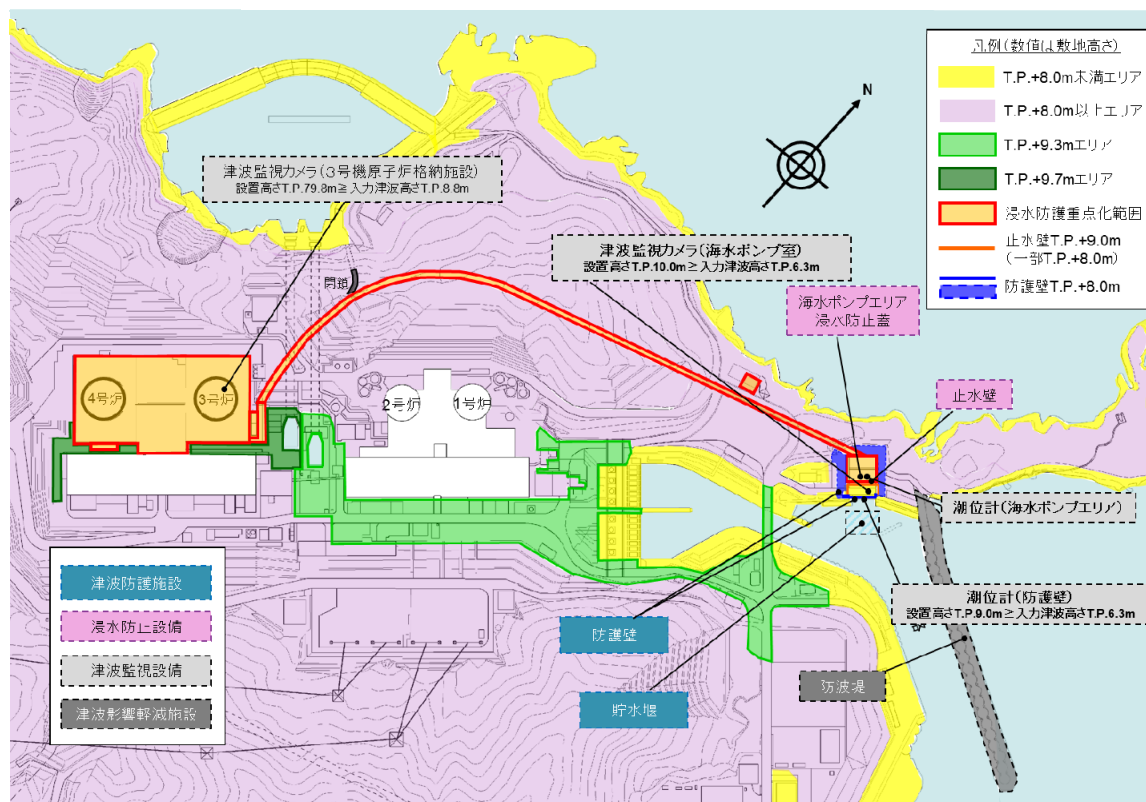 凡例(数値は敷地高さ)
T.P.+8.0m未満エリア
T.P.+8.0m以上エリア
T.P.+9.3mエリア
T.P.+9.7mエリア
浸水防護重点化範囲
止水壁T.P.+9.0m
(一部T.P.+8.0m)
防護壁T.P.+8.0m
N
津波監視カメラ(3号機原子炉格納施設)
設置高さT.P.79.8m≧入力津波高さT.P.8.8m
津波監視カメラ(海水ポンプ室)
設置高さT.P.10.0m≧入力津波高さT.P.6.3m
閉鎖
海水ポンプエリア
浸水防止蓋
止水壁
4号炉
3号炉
2号炉
1号炉
潮位計(海水ポンプエリア)
潮位計(防護壁)
設置高さT.P.9.0m≧入力津波高さT.P.6.3m
防護壁
防波堤
貯水堰
津波防護施設
浸水防止設備
津波監視設備
津波影響軽減施設